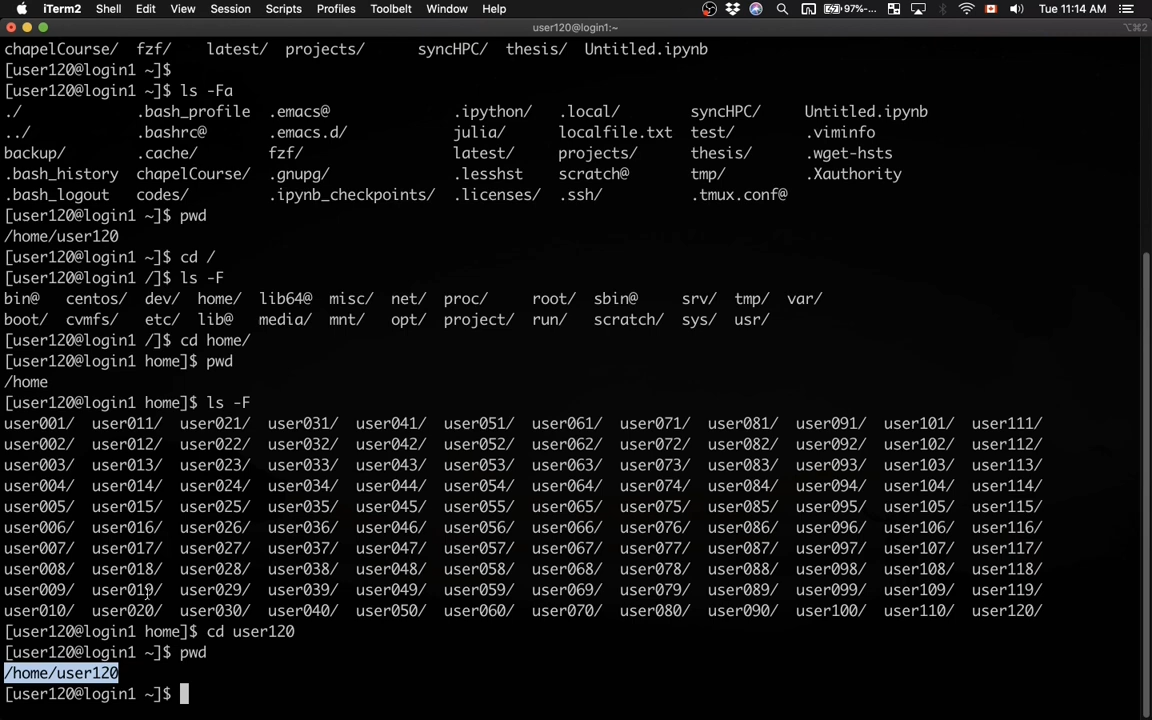 iTerm2 Shell Edit View Session Scripts Profiles Toolbelt Window Help 97% Tue 11:14 AM
user120@login1:~ ⌥⌘2
chapelCourse/ fzf/ latest/ projects/ syncHPC/ thesis/ Untitled.ipynb
[user120@login1 ~]$
[user120@login1 ~]$ ls -Fa
./ .bash_profile .emacs@ .ipython/ .local/ syncHPC/ Untitled.ipynb
../ .bashrc@ .emacs.d/ julia/ localfile.txt test/ .viminfo
backup/ .cache/ fzf/ latest/ projects/ thesis/ .wget-hsts
.bash_history chapelCourse/ .gnupg/ .lesshst scratch@ tmp/ .Xauthority
.bash_logout codes/ .ipynb_checkpoints/ .licenses/ .ssh/ .tmux.conf@
[user120@login1 ~]$ pwd
/home/user120
[user120@login1 ~]$ cd /
[user120@login1 /]$ ls -F
bin@ centos/ dev/ home/ lib64@ misc/ net/ proc/ root/ sbin@ srv/ tmp/ var/
boot/ cvmfs/ etc/ lib@ media/ mnt/ opt/ project/ run/ scratch/ sys/ usr/
[user120@login1 /]$ cd home/
[user120@login1 home]$ pwd
/home
[user120@login1 home]$ ls -F
user001/ user011/ user021/ user031/ user041/ user051/ user061/ user071/ user081/ user091/ user101/ user111/
user002/ user012/ user022/ user032/ user042/ user052/ user062/ user072/ user082/ user092/ user102/ user112/
user003/ user013/ user023/ user033/ user043/ user053/ user063/ user073/ user083/ user093/ user103/ user113/
user004/ user014/ user024/ user034/ user044/ user054/ user064/ user074/ user084/ user094/ user104/ user114/
user005/ user015/ user025/ user035/ user045/ user055/ user065/ user075/ user085/ user095/ user105/ user115/
user006/ user016/ user026/ user036/ user046/ user056/ user066/ user076/ user086/ user096/ user106/ user116/
user007/ user017/ user027/ user037/ user047/ user057/ user067/ user077/ user087/ user097/ user107/ user117/
user008/ user018/ user028/ user038/ user048/ user058/ user068/ user078/ user088/ user098/ user108/ user118/
user009/ user019/ user029/ user039/ user049/ user059/ user069/ user079/ user089/ user099/ user109/ user119/
user010/ user020/ user030/ user040/ user050/ user060/ user070/ user080/ user090/ user100/ user110/ user120/
[user120@login1 home]$ cd user120
[user120@login1 ~]$ pwd
/home/user120
[user120@login1 ~]$